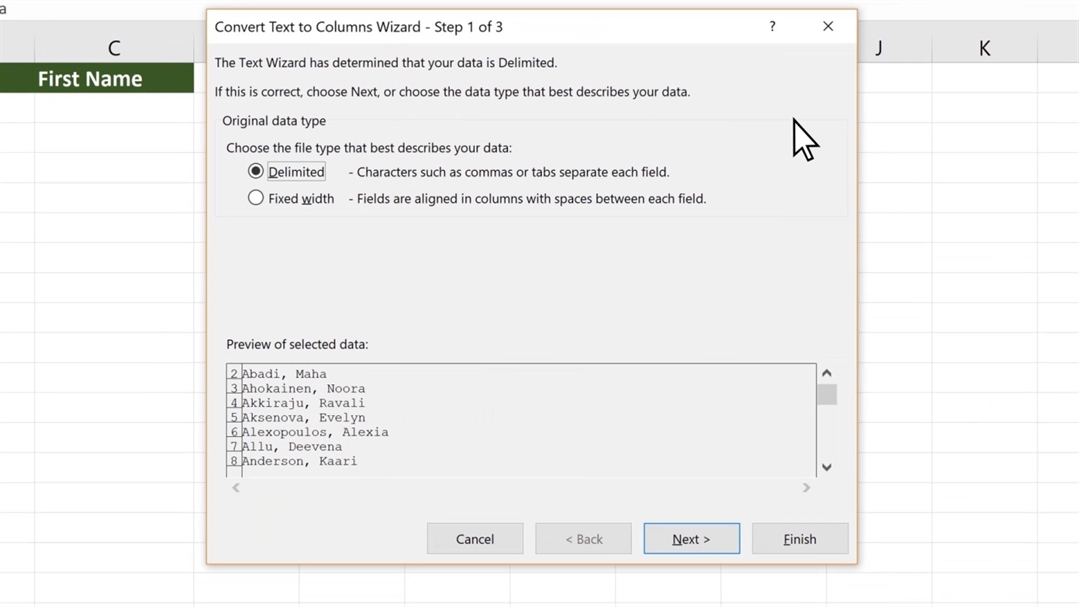 a
Convert Text to Columns Wizard - Step 1 of 3
?
C
J
K
First Name
The Text Wizard has determined that your data is Delimited.
If this is correct, choose Next, or choose the data type that best describes your data.
Original data type
Choose the file type that best describes your data:
Delimited - Characters such as commas or tabs separate each field.
Fixed width - Fields are aligned in columns with spaces between each field.
Preview of selected data:
2 Abadi, Maha
3 Ahokainen, Noora
4 Akkiraju, Ravali
5 Aksenova, Evelyn
6 Alexopoulos, Alexia
7 Allu, Deevena
8 Anderson, Kaari
Cancel
< Back
Next >
Finish